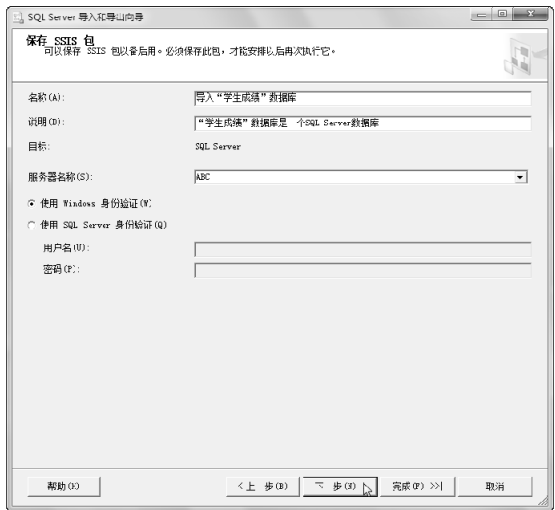 SQL Server 导入和导出向导
保存 SSIS 包
可以保存 SSIS 包以备后用。必须保存此包，才能安排以后再次执行它。
名称(A):
导入“学生成绩”数据库
说明(D):
“学生成绩”数据库是 个SQL Server数据库
目标:
SQL Server
服务器名称(S):
ABC
使用 Windows 身份验证(W)
使用 SQL Server 身份验证(Q)
用户名(U):
密码(P):
帮助(H)
<上 步(B)
下 步(N)
完成(F) >>|
取消